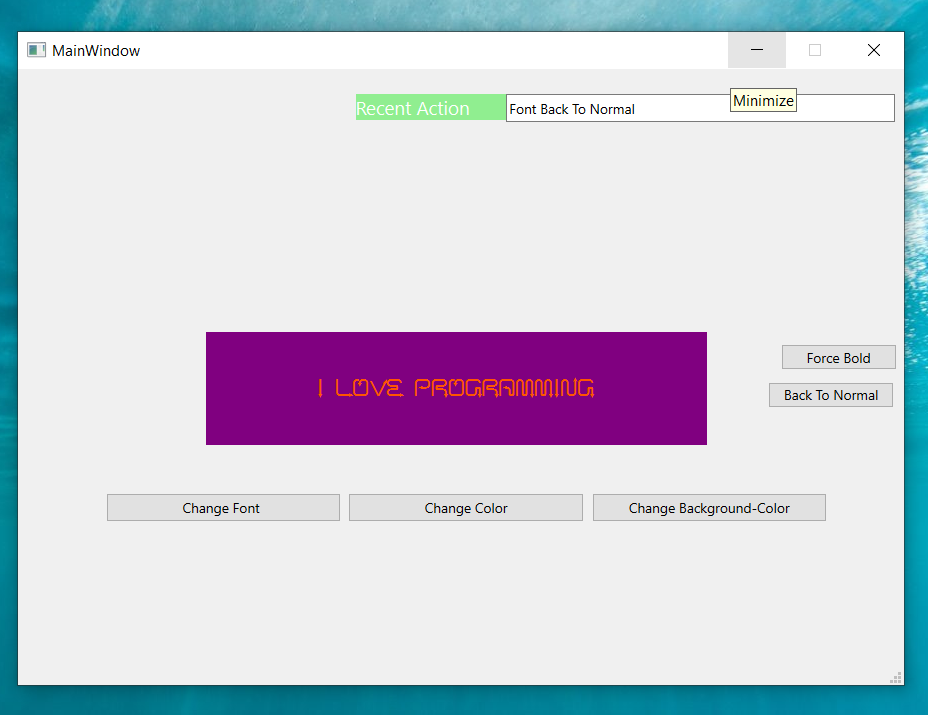 MainWindow
Minimize
Recent Action
Font Back To Normal
I LOVE PROGRAMMING
Force Bold
Back To Normal
Change Font
Change Color
Change Background-Color